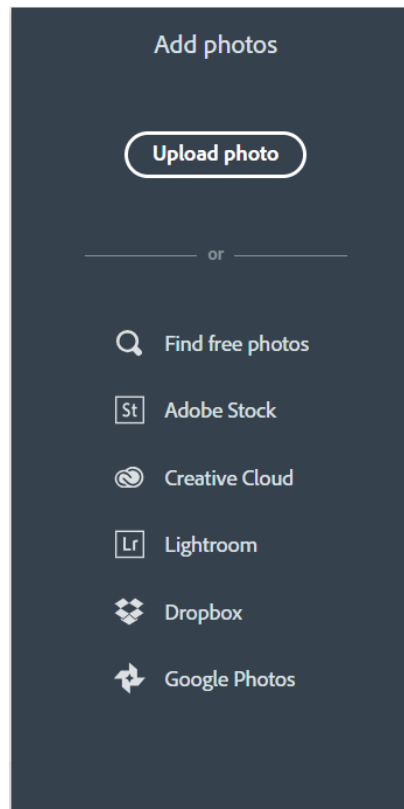 Add photos
Upload photo
or
Find free photos
St Adobe Stock
Creative Cloud
Lr Lightroom
Dropbox
Google Photos